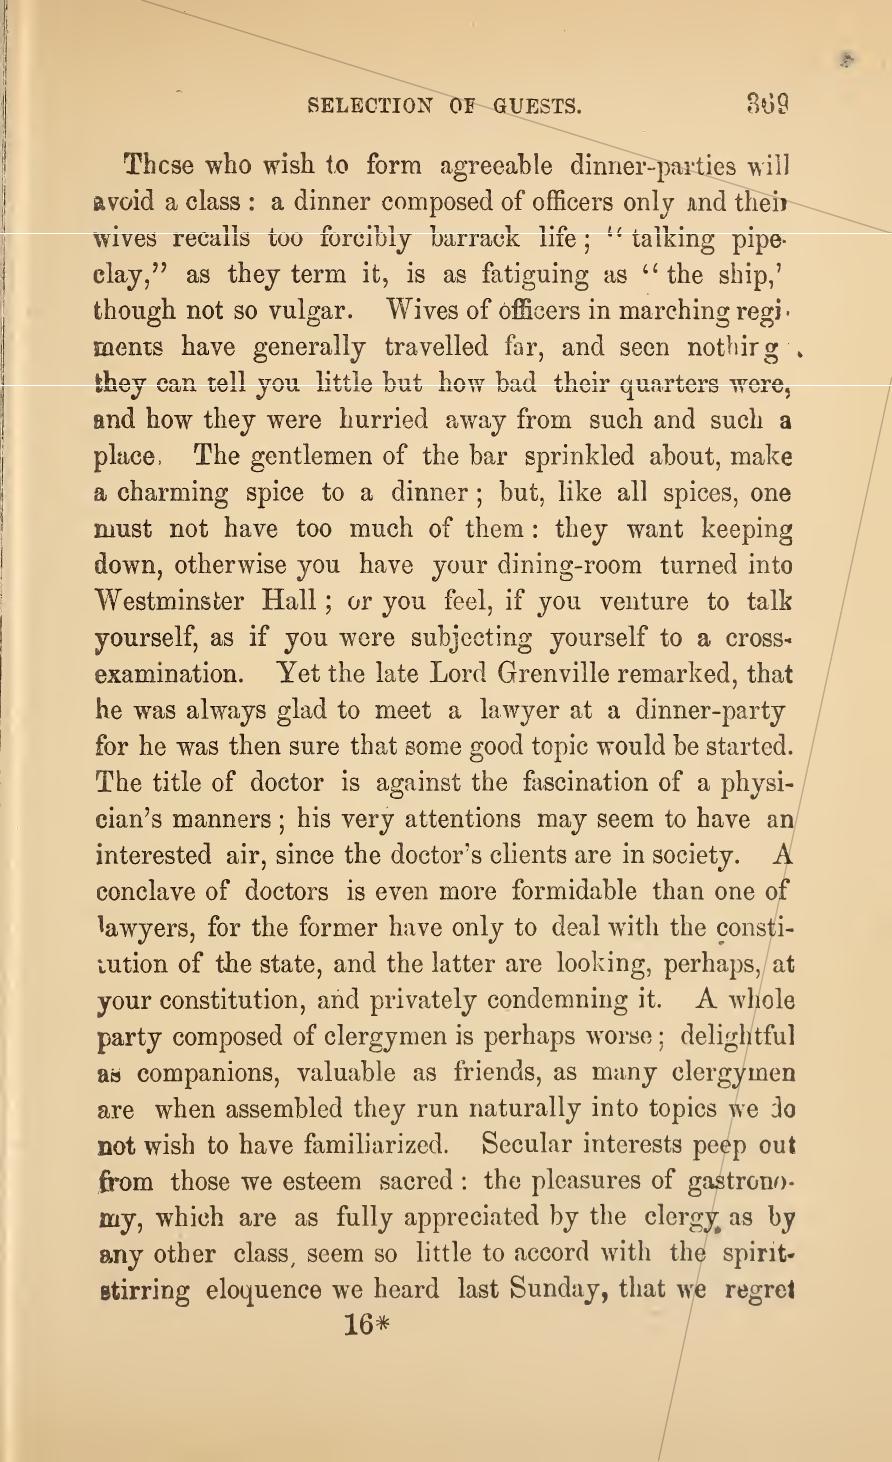 SELECTION OF GUESTS. 369
Those who wish to form agreeable dinner-parties will
avoid a class : a dinner composed of officers only and their
wives recalls too forcibly barrack life ; “ talking pipe-
clay,” as they term it, is as fatiguing as “ the ship,’
though not so vulgar. Wives of officers in marching regi-
ments have generally travelled far, and seen nothing .
they can tell you little but how bad their quarters were,
and how they were hurried away from such and such a
place. The gentlemen of the bar sprinkled about, make
a charming spice to a dinner ; but, like all spices, one
must not have too much of them : they want keeping
down, otherwise you have your dining-room turned into
Westminster Hall ; or you feel, if you venture to talk
yourself, as if you were subjecting yourself to a cross-
examination. Yet the late Lord Grenville remarked, that
he was always glad to meet a lawyer at a dinner-party
for he was then sure that some good topic would be started.
The title of doctor is against the fascination of a physi-
cian’s manners ; his very attentions may seem to have an
interested air, since the doctor’s clients are in society. A
conclave of doctors is even more formidable than one of
lawyers, for the former have only to deal with the consti-
tution of the state, and the latter are looking, perhaps, at
your constitution, and privately condemning it. A whole
party composed of clergymen is perhaps worse ; delightful
as companions, valuable as friends, as many clergymen
are when assembled they run naturally into topics we do
not wish to have familiarized. Secular interests peep out
from those we esteem sacred : the pleasures of gastrono-
my, which are as fully appreciated by the clergy, as by
any other class, seem so little to accord with the spirit-
stirring eloquence we heard last Sunday, that we regret
16*